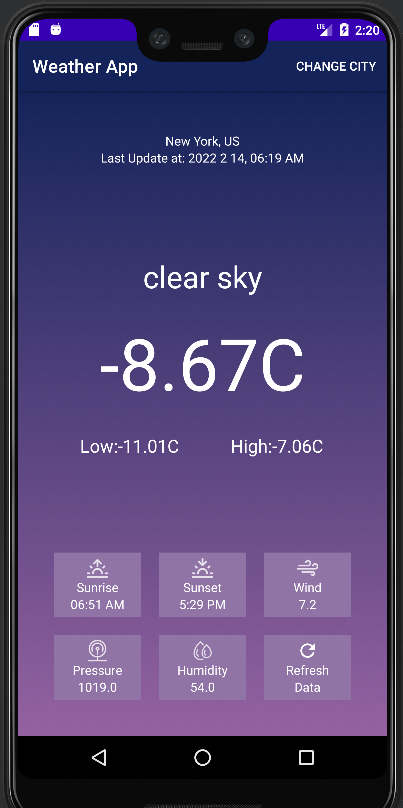 LTE 2:20
Weather App CHANGE CITY
New York, US
Last Update at: 2022 2 14, 06:19 AM
clear sky
-8.67C
Low:-11.01C High:-7.06C
Sunrise Sunset Wind
06:51 AM 5:29 PM 7.2
Pressure Humidity Refresh
1019.0 54.0 Data